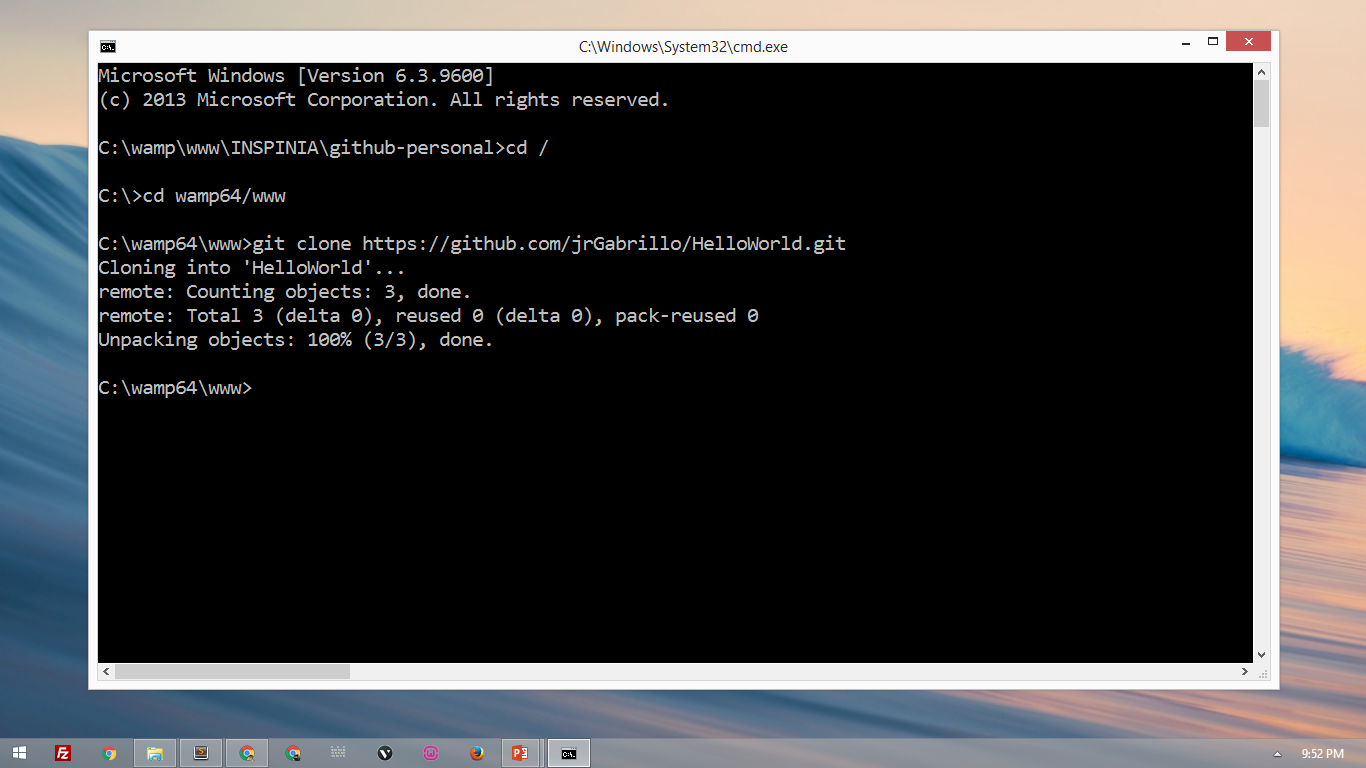 C:\Windows\System32\cmd.exe
Microsoft Windows [Version 6.3.9600]
(c) 2013 Microsoft Corporation. All rights reserved.
C:\wamp\www\INSPINIA\github-personal>cd /
C:\>cd wamp64/www
C:\wamp64\www>git clone https://github.com/jrGabrillo/HelloWorld.git
Cloning into 'HelloWorld'...
remote: Counting objects: 3, done.
remote: Total 3 (delta 0), reused 0 (delta 0), pack-reused 0
Unpacking objects: 100% (3/3), done.
C:\wamp64\www>
9:52 PM